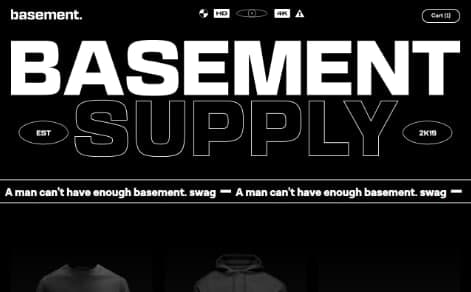 basement.
HD 4K
Cart (1)
BASEMENT
SUPPLY
EST
2K19
A man can't have enough basement. swag — A man can't have enough basement. swag —